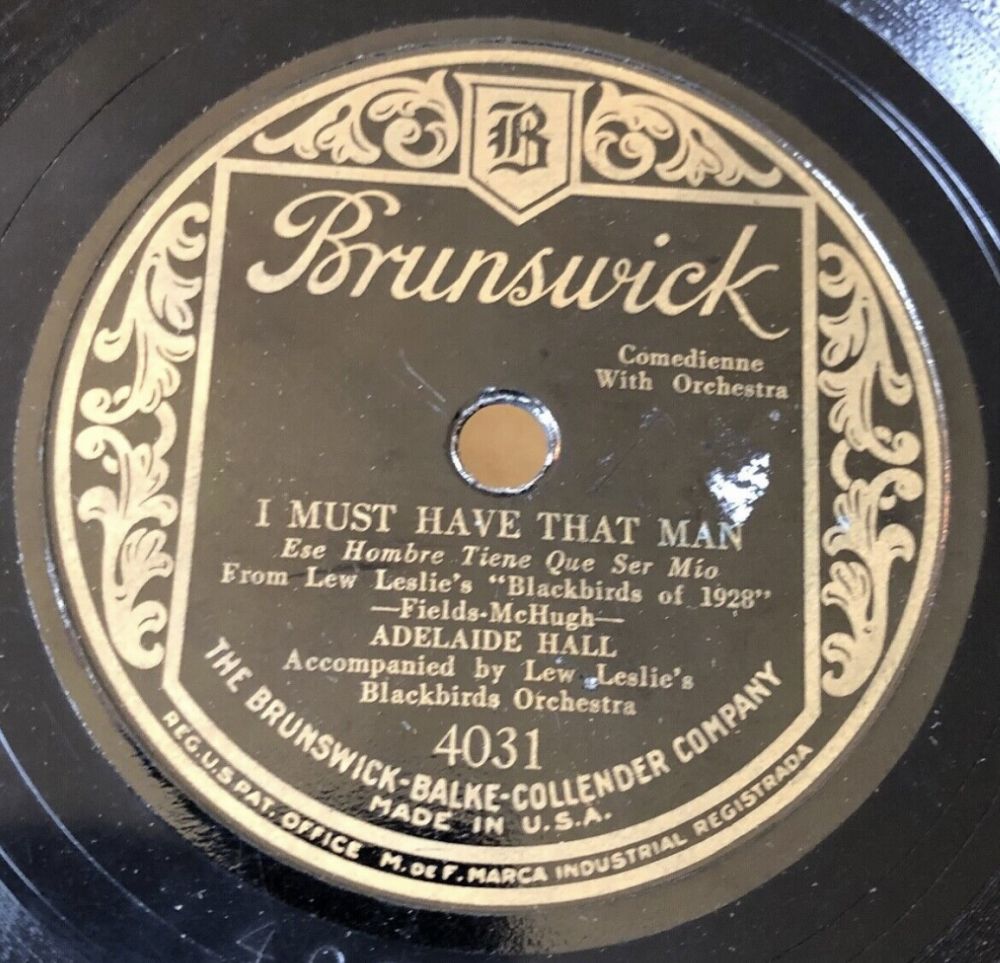 B
Brunswick
Comedienne
With Orchestra
I MUST HAVE THAT MAN
Ese Hombre Tiene Que Ser Mio
From Lew Leslie's "Blackbirds of 1928"
—Fields-McHugh—
ADELAIDE HALL
Accompanied by Lew Leslie's
Blackbirds Orchestra
4031
THE BRUNSWICK-BALKE-COLLENDER COMPANY
MADE IN U.S.A.
REG. U.S. PAT. OFFICE M. DE F. MARCA INDUSTRIAL REGISTRADA